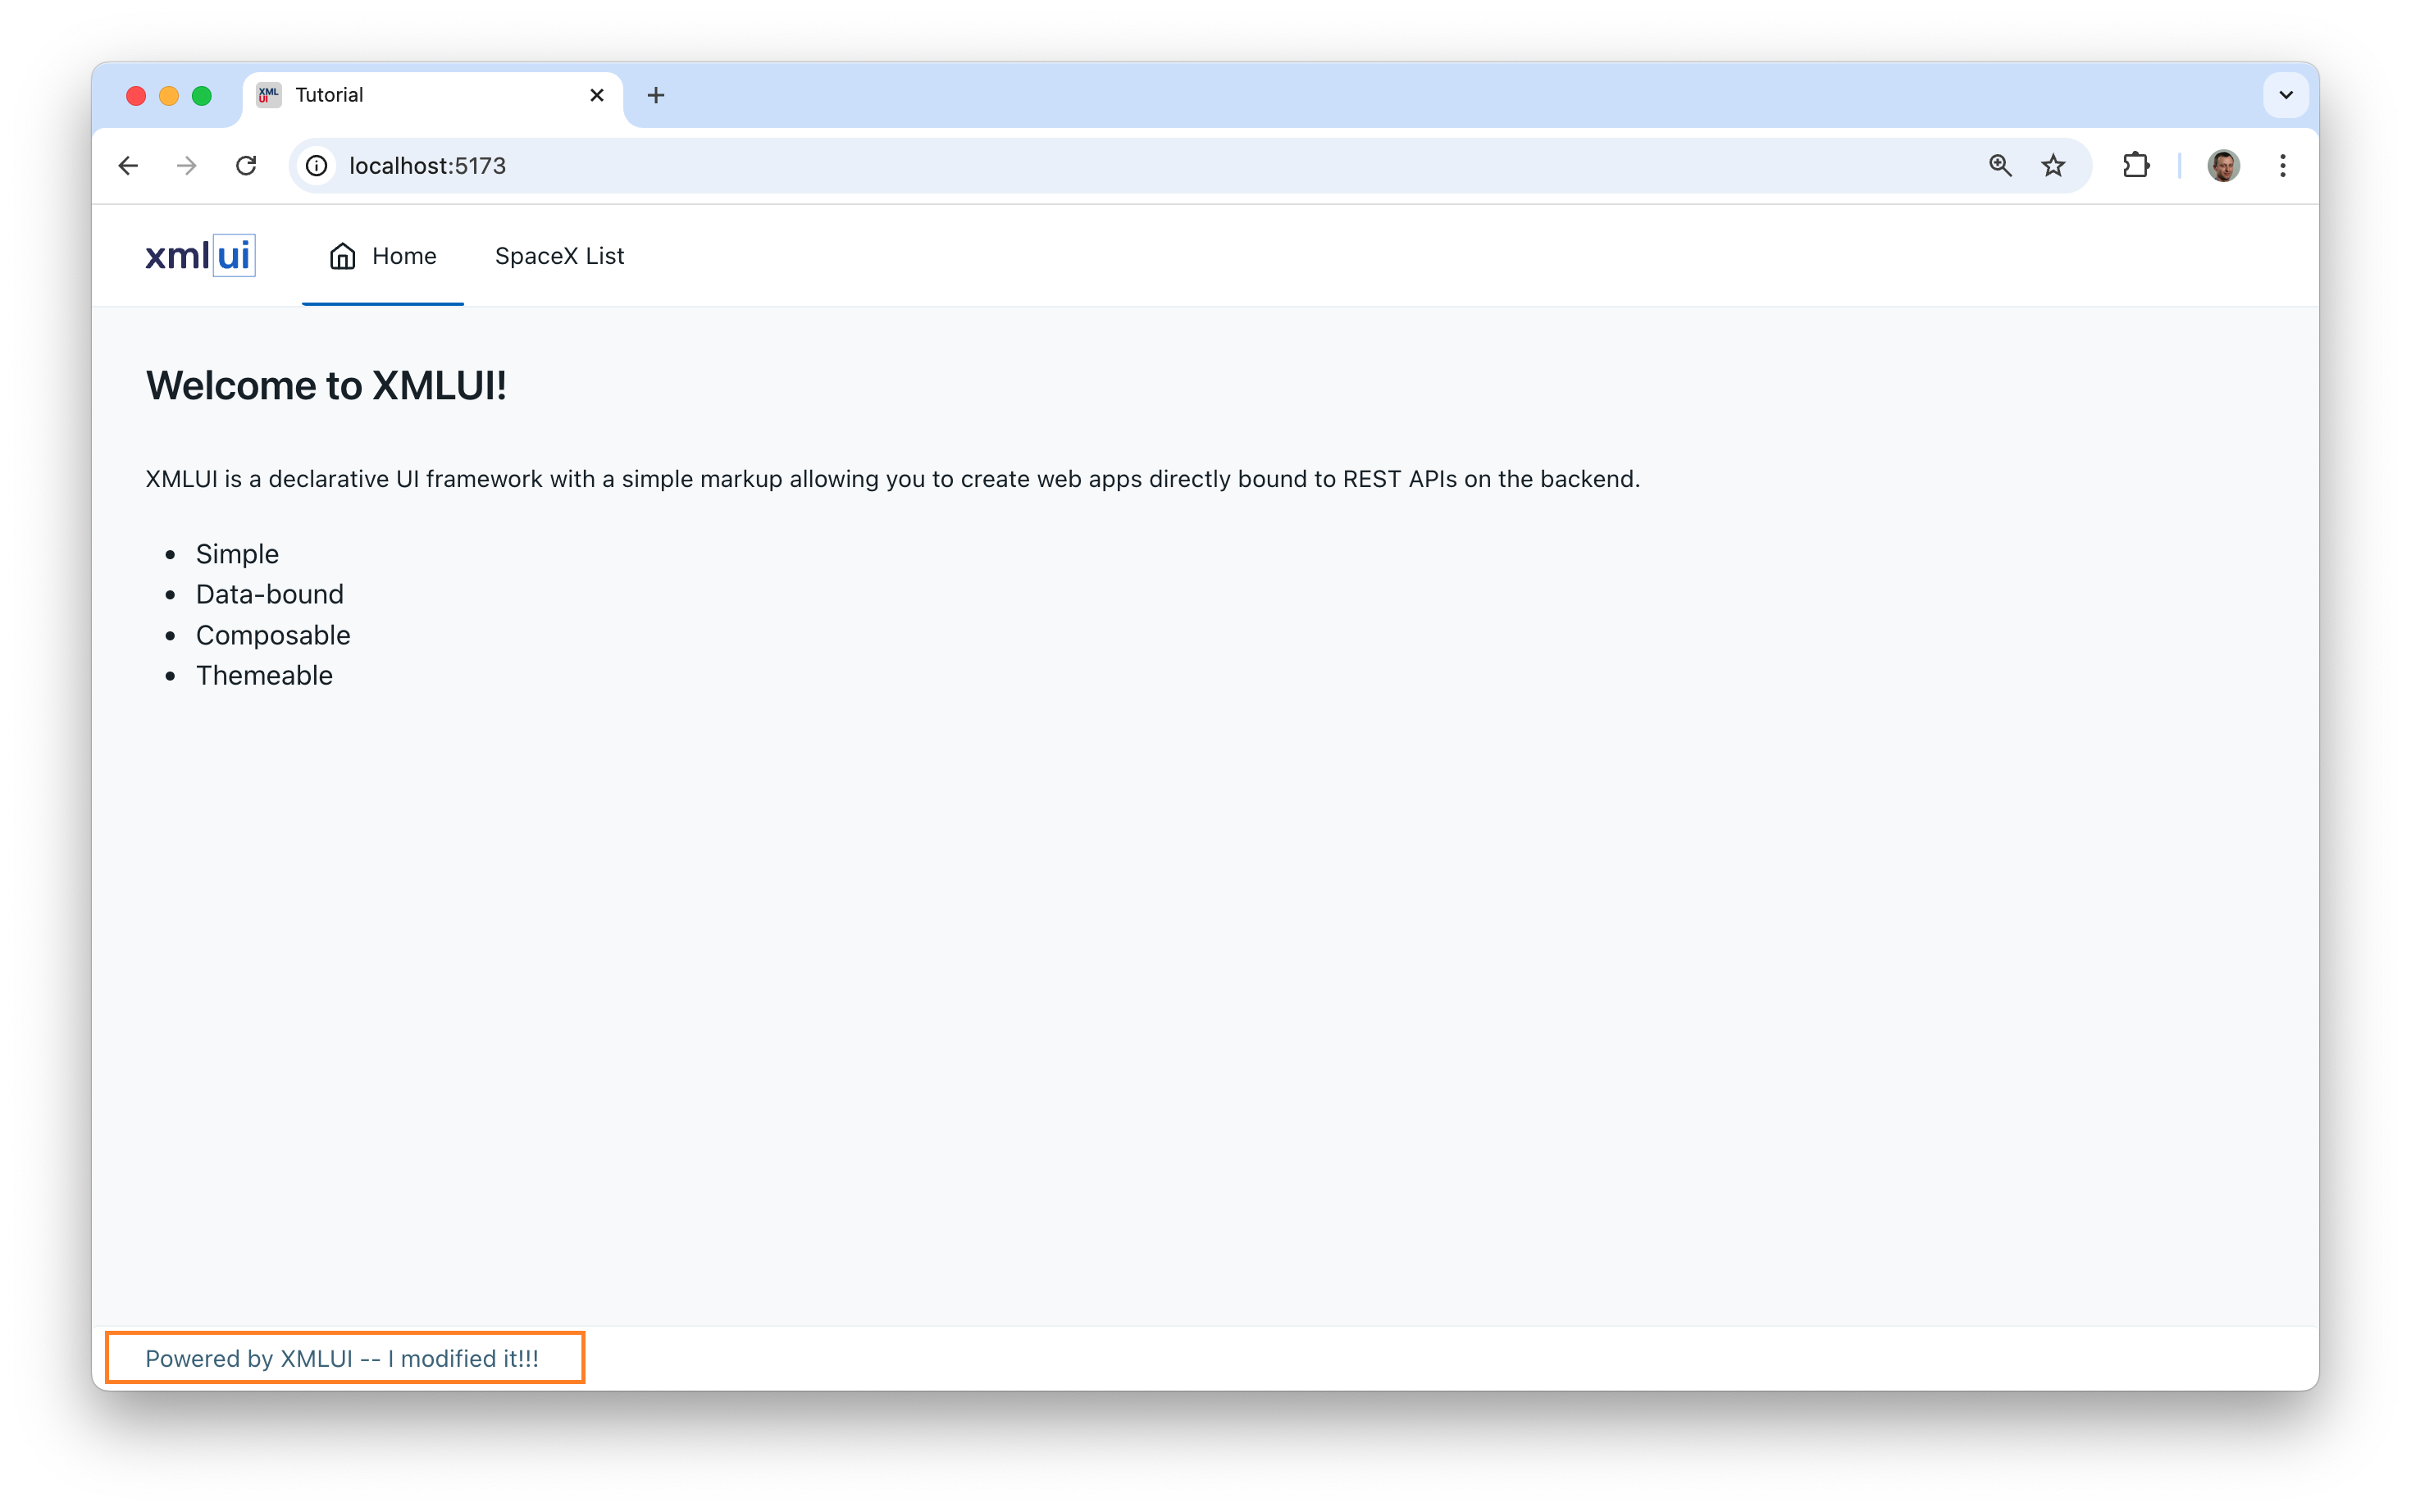 XML
UI
Tutorial
localhost:5173
xmlui
Home
SpaceX List
Welcome to XMLUI!
XMLUI is a declarative UI framework with a simple markup allowing you to create web apps directly bound to REST APIs on the backend.
Simple
Data-bound
Composable
Themeable
Powered by XMLUI -- I modified it!!!